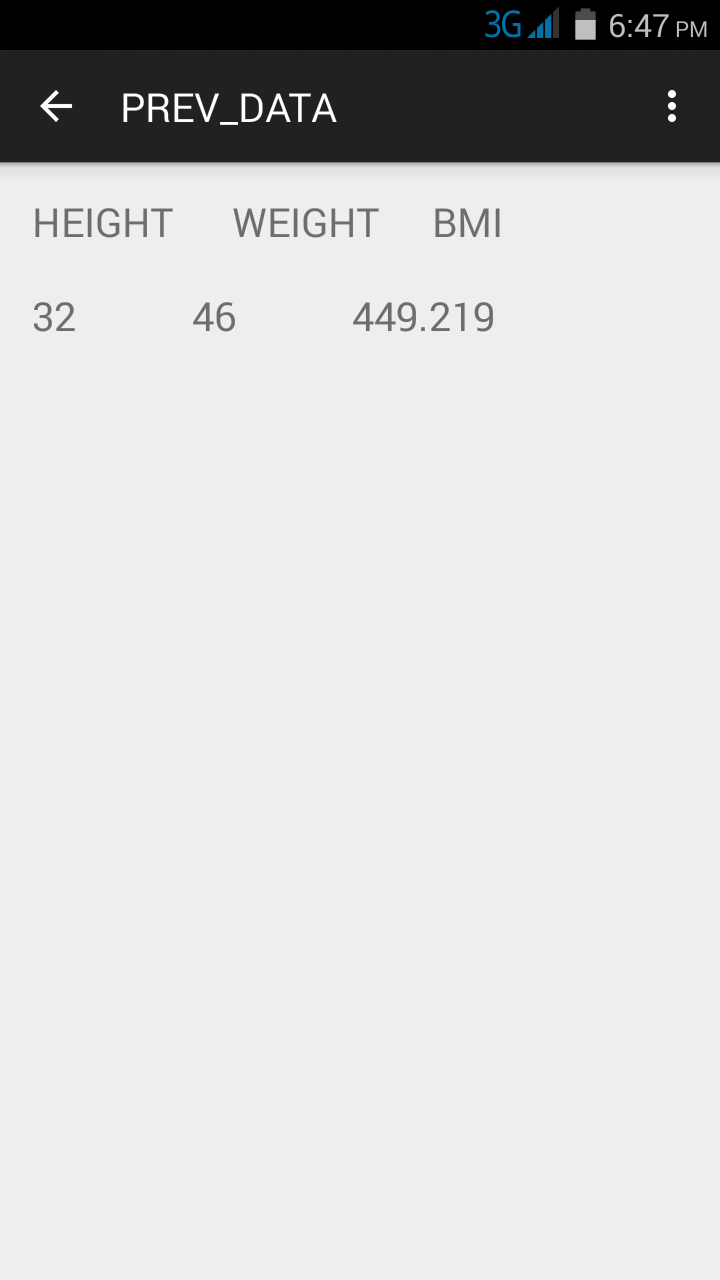 3G 6:47 PM
PREV_DATA
HEIGHT WEIGHT BMI
32 46 449.219